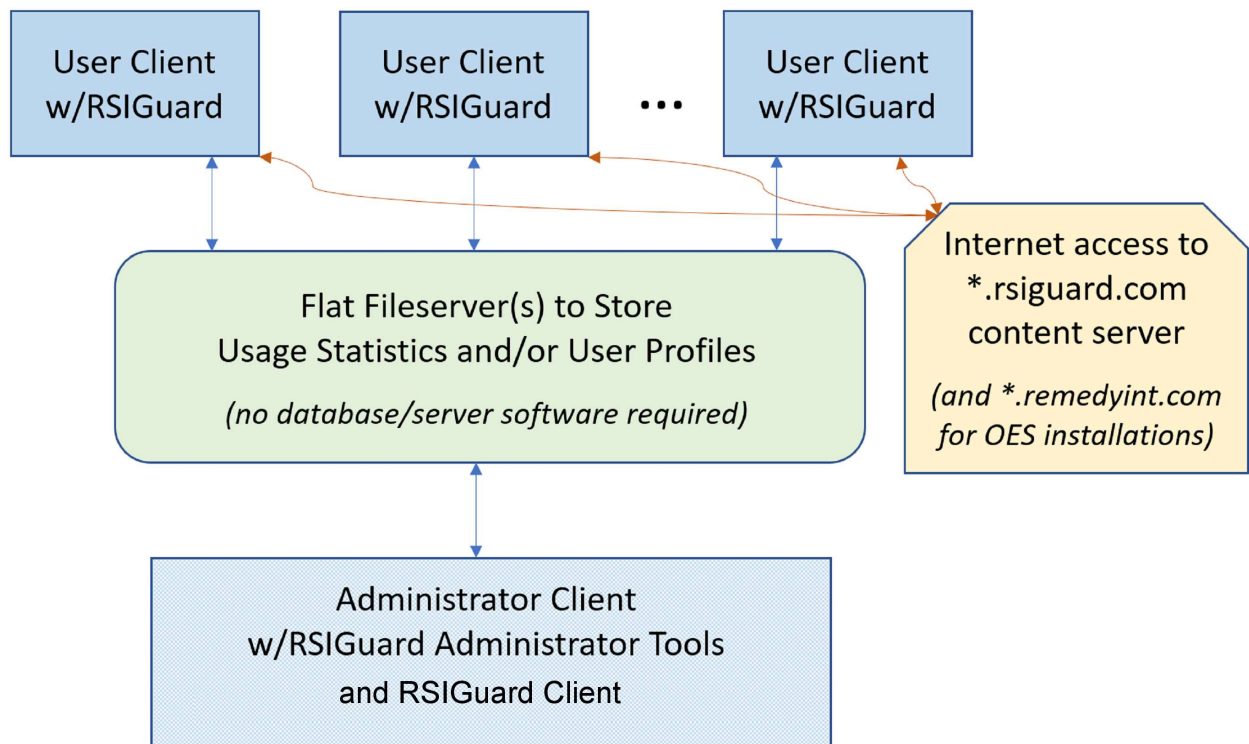 User Client
w/RSIGuard
User Client
w/RSIGuard
...
User Client
w/RSIGuard
Internet access to
*.rsiguard.com
content server
(and *.remedyint.com
for OES installations)
Flat Fileserver(s) to Store
Usage Statistics and/or User Profiles
(no database/server software required)
Administrator Client
w/RSIGuard Administrator Tools
and RSIGuard Client